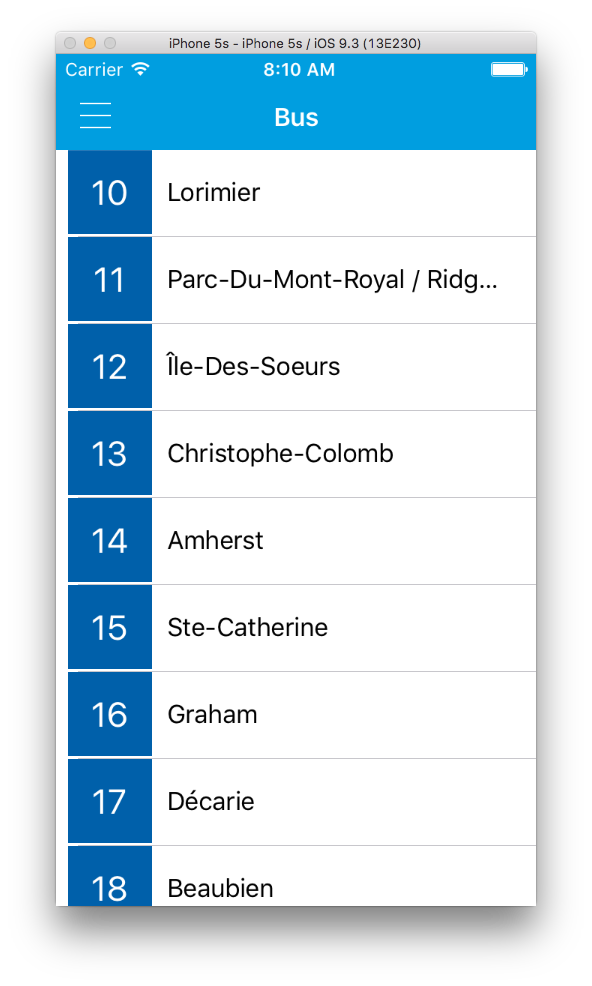 iPhone 5s - iPhone 5s / iOS 9.3 (13E230)
Carrier 8:10 AM
Bus
10 Lorimier
11 Parc-Du-Mont-Royal / Ridg...
12 Île-Des-Soeurs
13 Christophe-Colomb
14 Amherst
15 Ste-Catherine
16 Graham
17 Décarie
18 Beaubien